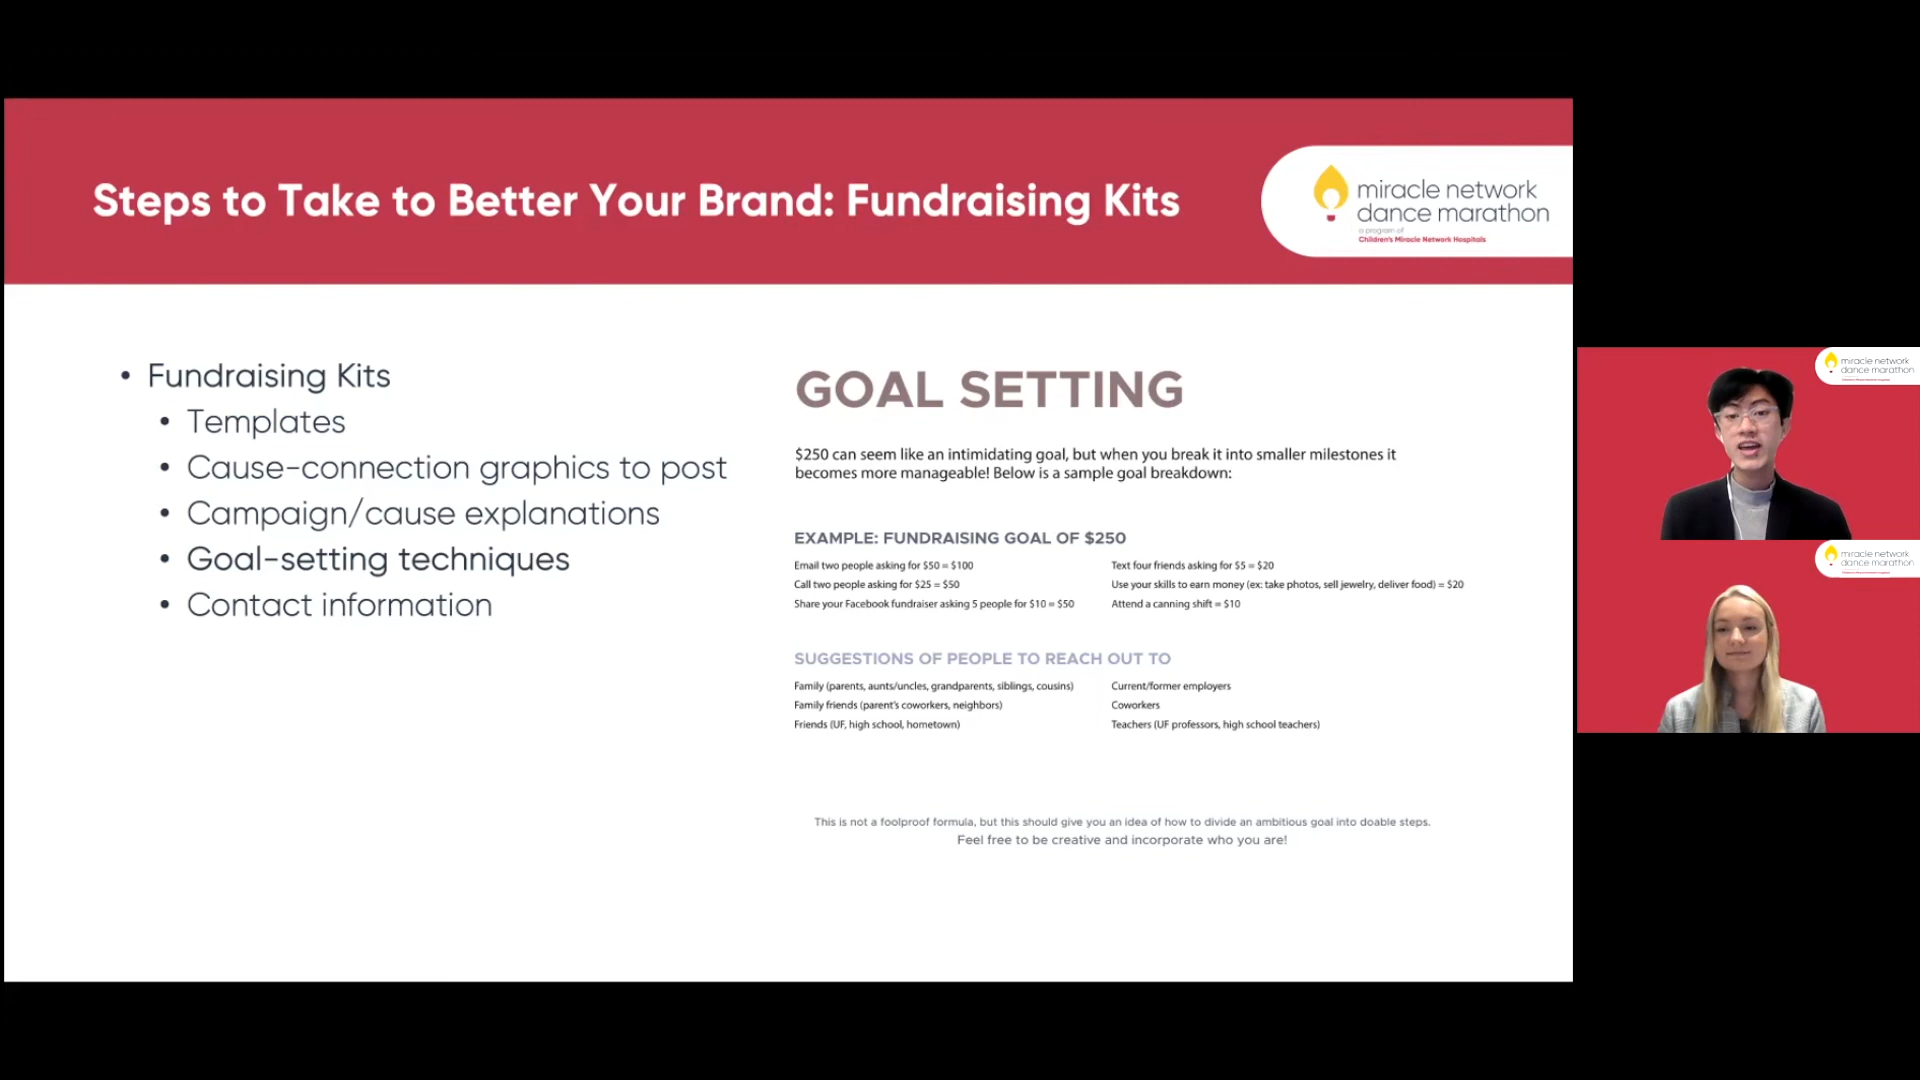 Steps to Take to Better Your Brand: Fundraising Kits
miracle network
dance marathon
a program of
Children's Miracle Network Hospitals
• Fundraising Kits
• Templates
• Cause-connection graphics to post
• Campaign/cause explanations
• Goal-setting techniques
• Contact information
GOAL SETTING
$250 can seem like an intimidating goal, but when you break it into smaller milestones it
becomes more manageable! Below is a sample goal breakdown:
EXAMPLE: FUNDRAISING GOAL OF $250
Email two people asking for $50 = $100
Call two people asking for $25 = $50
Share your Facebook fundraiser asking 5 people for $10 = $50
Text four friends asking for $5 = $20
Use your skills to earn money (ex: take photos, sell jewelry, deliver food) = $20
Attend a canning shift = $10
SUGGESTIONS OF PEOPLE TO REACH OUT TO
Family (parents, aunts/uncles, grandparents, siblings, cousins)
Family friends (parent's coworkers, neighbors)
Friends (UF, high school, hometown)
Current/former employers
Coworkers
Teachers (UF professors, high school teachers)
This is not a foolproof formula, but this should give you an idea of how to divide an ambitious goal into doable steps.
Feel free to be creative and incorporate who you are!
miracle network
dance marathon
miracle network
dance marathon